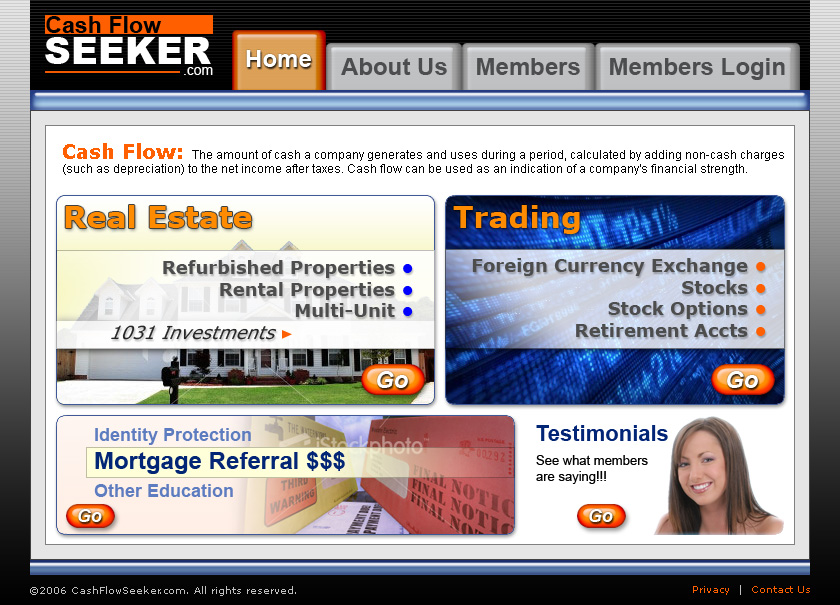 Cash Flow
SEEKER
.com
Home
About Us
Members
Members Login
Cash Flow: The amount of cash a company generates and uses during a period, calculated by adding non-cash charges
(such as depreciation) to the net income after taxes. Cash flow can be used as an indication of a company's financial strength.
Real Estate
Refurbished Properties
Rental Properties
Multi-Unit
1031 Investments
Go
Trading
Foreign Currency Exchange
Stocks
Stock Options
Retirement Accts
Go
Identity Protection
Mortgage Referral $$$
Other Education
Go
iStockphoto
THIRD
WARNING
FINAL NOTIC
FINAL NOTIC
FINAL NOTIC
Testimonials
See what members
are saying!!!
Go
©2006 CashFlowSeeker.com. All rights reserved.
Privacy | Contact Us